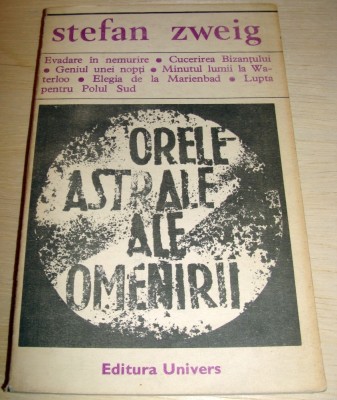 stefan zweig
Evadare în nemurire • Cucerirea Bizanțului
• Geniul unei nopți • Minutul lumii la Wa-
terloo • Elegia de la Marienbad • Lupta
pentru Polul Sud
ORELE
ASTRALE
ALE
OMENIRII
Editura Univers